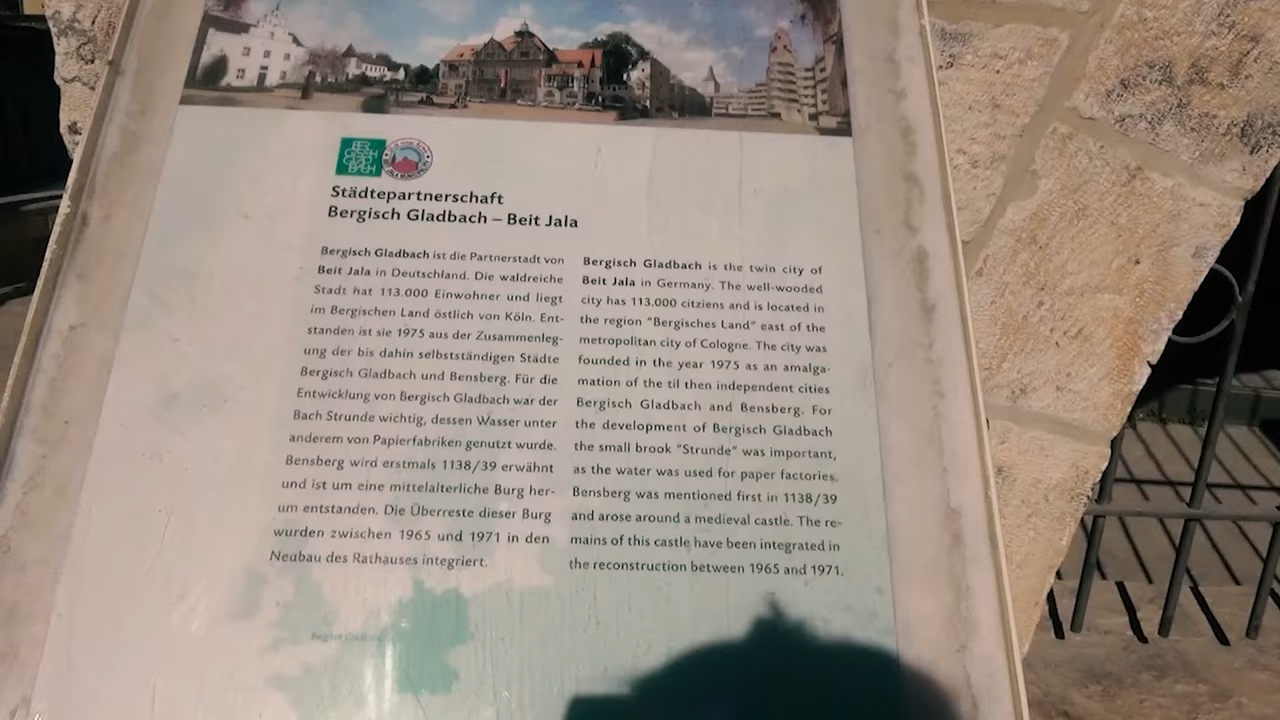 BER
GISCH
GLAD
BACH
Städtepartnerschaft
Bergisch Gladbach – Beit Jala
Bergisch Gladbach ist die Partnerstadt von
Beit Jala in Deutschland. Die waldreiche
Stadt hat 113.000 Einwohner und liegt
im Bergischen Land östlich von Köln. Ent-
standen ist sie 1975 aus der Zusammenleg-
ung der bis dahin selbstständigen Städte
Bergisch Gladbach und Bensberg. Für die
Entwicklung von Bergisch Gladbach war der
Bach Strunde wichtig, dessen Wasser unter
anderem von Papierfabriken genutzt wurde.
Bensberg wird erstmals 1138/39 erwähnt
und ist um eine mittelalterliche Burg her-
um entstanden. Die Überreste dieser Burg
wurden zwischen 1965 und 1971 in den
Neubau des Rathauses integriert.
Bergisch Gladbach is the twin city of
Beit Jala in Germany. The well-wooded
city has 113.000 citziens and is located in
the region "Bergisches Land" east of the
metropolitan city of Cologne. The city was
founded in the year 1975 as an amalga-
mation of the til then independent cities
Bergisch Gladbach and Bensberg. For
the development of Bergisch Gladbach
the small brook "Strunde" was important,
as the water was used for paper factories.
Bensberg was mentioned first in 1138/39
and arose around a medieval castle. The re-
mains of this castle have been integrated in
the reconstruction between 1965 and 1971.